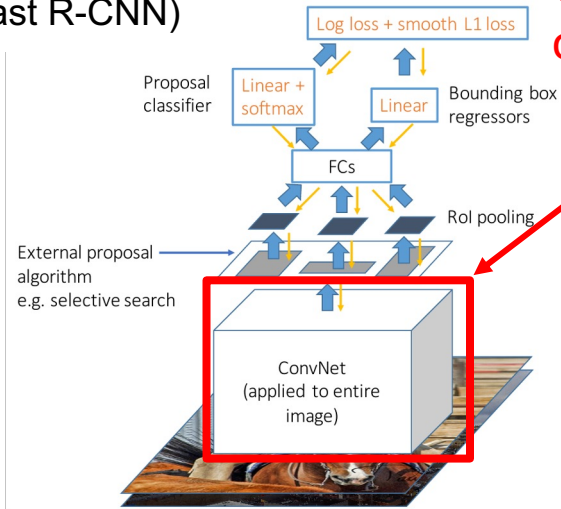 ast R-CNN)
Log loss + smooth L1 loss
Proposal
classifier
Linear +
softmax
Linear
Bounding box
regressors
FCs
RoI pooling
External proposal
algorithm
e.g. selective search
ConvNet
(applied to entire
image)